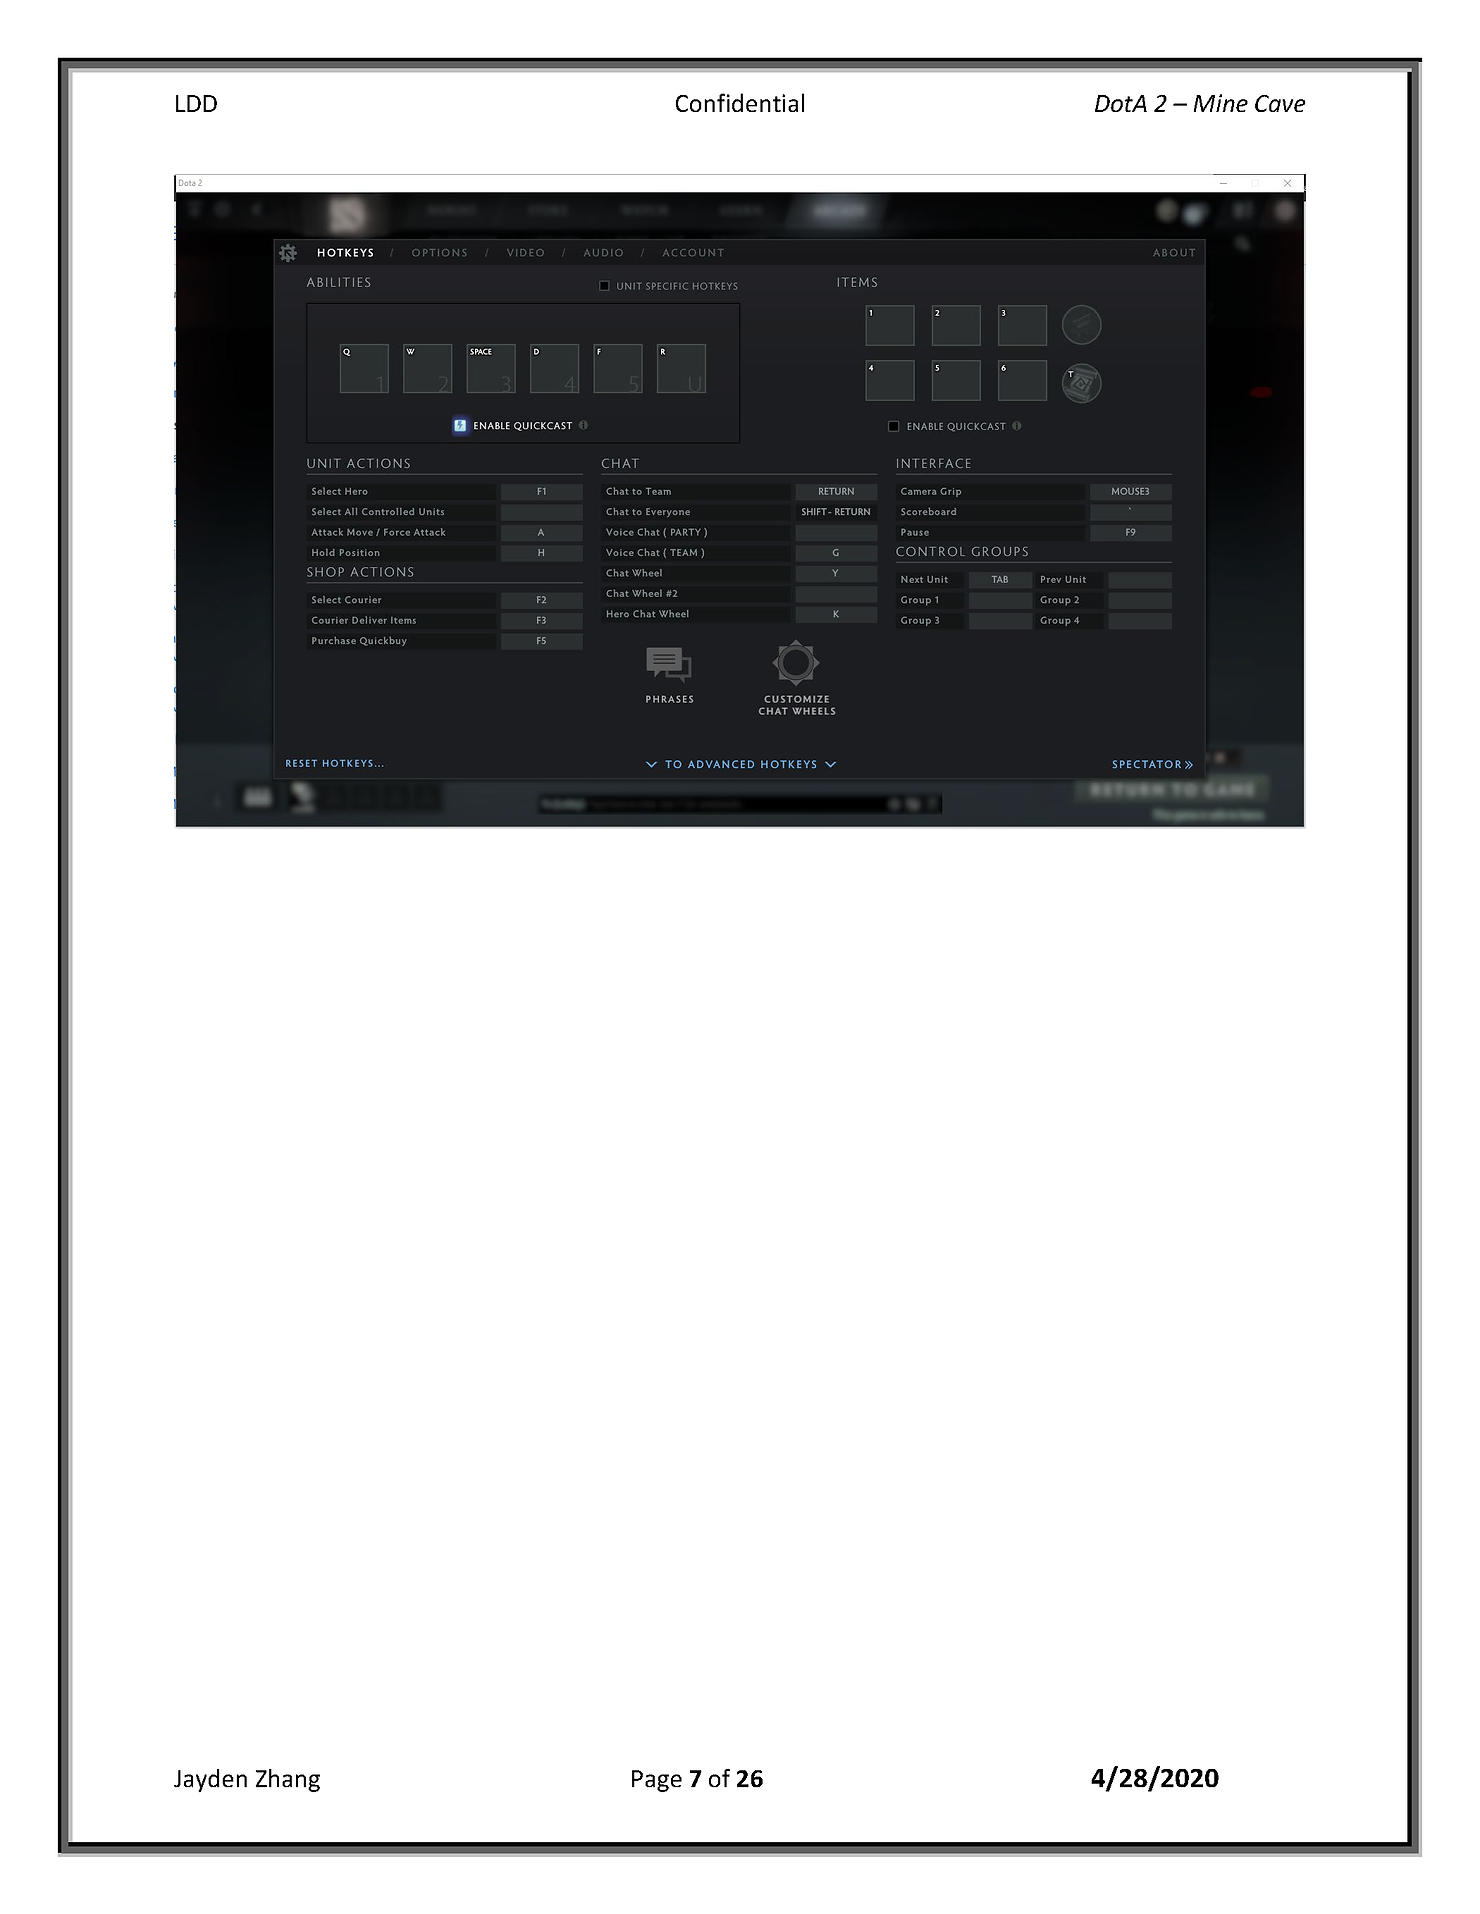 LDD Confidential DotA 2 – Mine Cave
Dota 2
HOTKEYS / OPTIONS / VIDEO / AUDIO / ACCOUNT ABOUT
ABILITIES
UNIT SPECIFIC HOTKEYS
Q W SPACE D F R
1 2 3 4 5 U
ENABLE QUICKCAST
ITEMS
1 2 3
4 5 6 T
ENABLE QUICKCAST
UNIT ACTIONS
Select Hero F1
Select All Controlled Units
Attack Move / Force Attack A
Hold Position H
SHOP ACTIONS
Select Courier F2
Courier Deliver Items F3
Purchase Quickbuy F5
CHAT
Chat to Team RETURN
Chat to Everyone SHIFT- RETURN
Voice Chat ( PARTY )
Voice Chat ( TEAM ) G
Chat Wheel Y
Chat Wheel #2
Hero Chat Wheel K
PHRASES
CUSTOMIZE
CHAT WHEELS
INTERFACE
Camera Grip MOUSE3
Scoreboard `
Pause F9
CONTROL GROUPS
Next Unit TAB Prev Unit
Group 1 Group 2
Group 3 Group 4
RESET HOTKEYS... TO ADVANCED HOTKEYS SPECTATOR
RETURN TO GAME
Jayden Zhang Page 7 of 26 4/28/2020